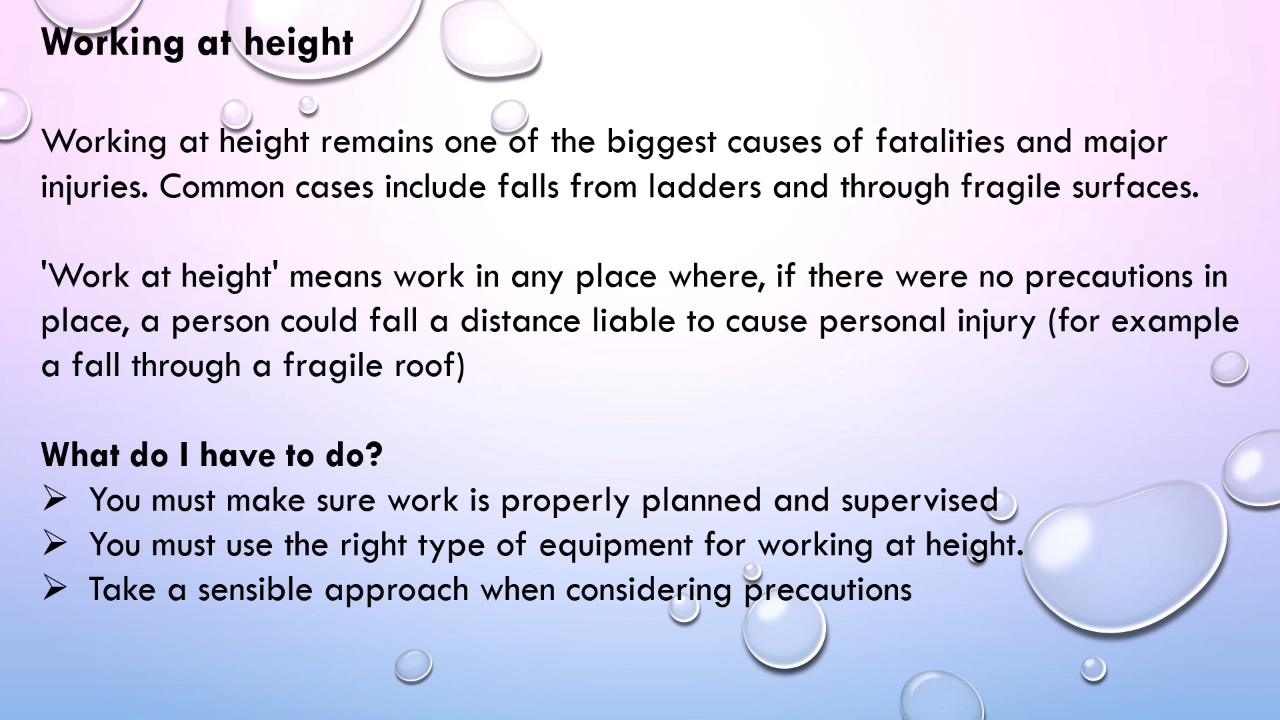 Working at height
Working at height remains one of the biggest causes of fatalities and major
injuries. Common cases include falls from ladders and through fragile surfaces.
'Work at height' means work in any place where, if there were no precautions in
place, a person could fall a distance liable to cause personal injury (for example
a fall through a fragile roof)
What do I have to do?
➢ You must make sure work is properly planned and supervised
➢ You must use the right type of equipment for working at height.
➢ Take a sensible approach when considering precautions